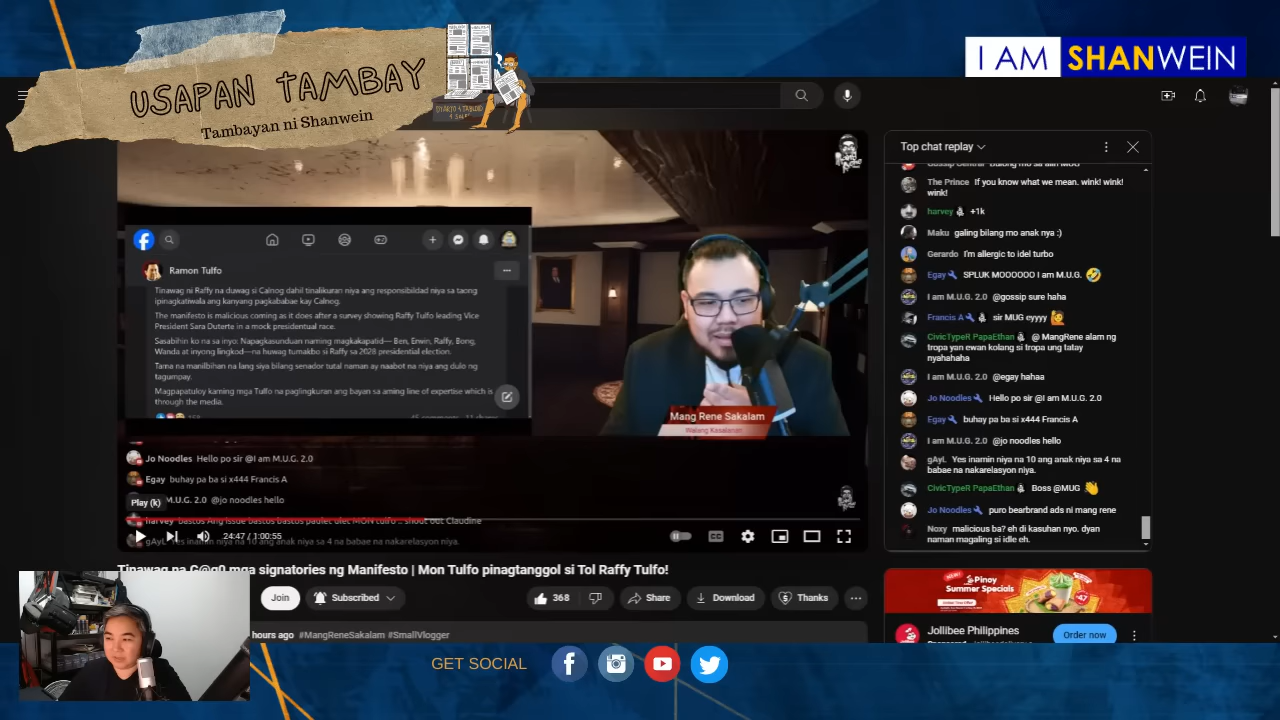 USAPAN TAMBAY
Tambayan ni Shanwein
I AM SHANWEIN
Ramon Tulfo
Tinawag ni Raffy na duwag si Calnog dahil tinalikuran niya ang responsibildad niya sa taong
ipinagkatiwala ang kanyang pagkababae kay Calnog.
The manifesto is malicious coming as it does after a survey showing Raffy Tulfo leading Vice
President Sara Duterte in a mock presidentual race.
Sasabihin ko na sa inyo: Napagkasunduan naming magkakapatid— Ben, Erwin, Raffy, Bong,
Wanda at inyong lingkod—na huwag tumakbo si Raffy sa 2028 presidential election.
Tama na manilbihan na lang siya bilang senador tutal naman ay naabot na niya ang dulo ng
tagumpay.
Magpapatuloy kaming mga Tulfo na paglingkuran ang bayan sa aming line of expertise which is
through the media.
Mang Rene Sakalam
Walang Kasalanan
Jo Noodles Hello po sir @I am M.U.G. 2.0
Egay buhay pa ba si x444 Francis A
Play (k)
M.U.G. 2.0 @jo noodles hello
harvey bastos Ang issue bastos bastos
shout out Claudine
gAyL Yes inamin niya na 10 ang anak niya sa 4 na babae na nakarelasyon niya.
24:47 / 1:00:55
CC
Tinawag na G@g0 mga signatories ng Manifesto | Mon Tulfo pinagtanggol si Tol Raffy Tulfo!
Join
Subscribed
368
Share
Download
Thanks
hours ago #MangReneSakalam #SmallVlogger
Top chat replay
The Prince If you know what we mean. wink! wink!
wink!
harvey +1k
Maku galing bilang mo anak nya :)
Gerardo I'm allergic to idel turbo
Egay SPLUK MOOOOOO I am M.U.G. 🤣
I am M.U.G. 2.0 @gossip sure haha
Francis A sir MUG eyyyy 🙋
CivicTypeR PapaEthan @ MangRene alam ng
tropa yan ewan kolang si tropa ung tatay
nyahahaha
I am M.U.G. 2.0 @egay hahaa
Jo Noodles Hello po sir @I am M.U.G. 2.0
Egay buhay pa ba si x444 Francis A
I am M.U.G. 2.0 @jo noodles hello
gAyL Yes inamin niya na 10 ang anak niya sa 4 na
babae na nakarelasyon niya.
CivicTypeR PapaEthan Boss @MUG 👋
Jo Noodles puro bearbrand ads ni mang rene
Noxy malicious ba? eh di kasuhan nyo. dyan
naman magaling si idle eh.
Pinoy
Summer Specials
47
Jollibee Philippines
Order now
GET SOCIAL